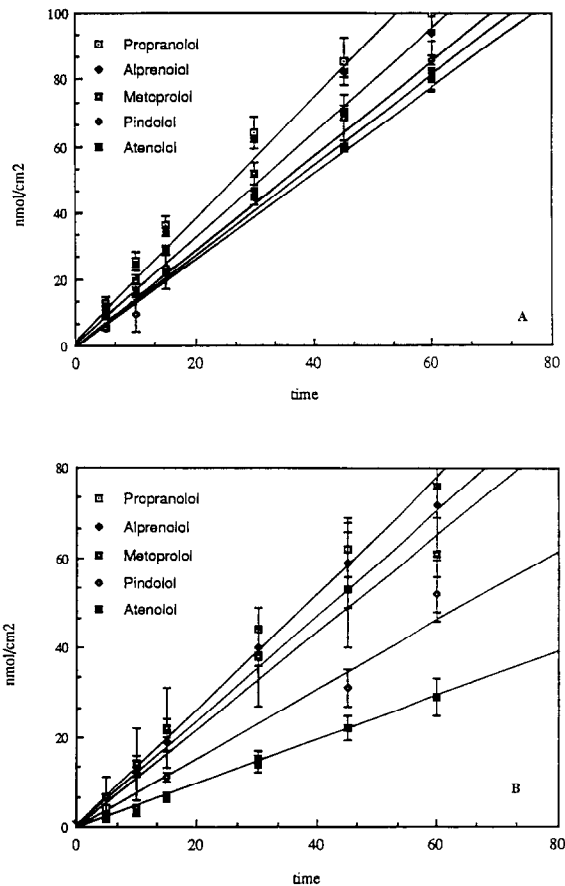 100
80
60
40
20
0
nmol/cm2
Propranolol
Alprenolol
Metoprolol
Pindolol
Atenolol
A
0 20 40 60 80
time
80
60
40
20
0
nmol/cm2
Propranolol
Alprenolol
Metoprolol
Pindolol
Atenolol
B
0 20 40 60 80
time